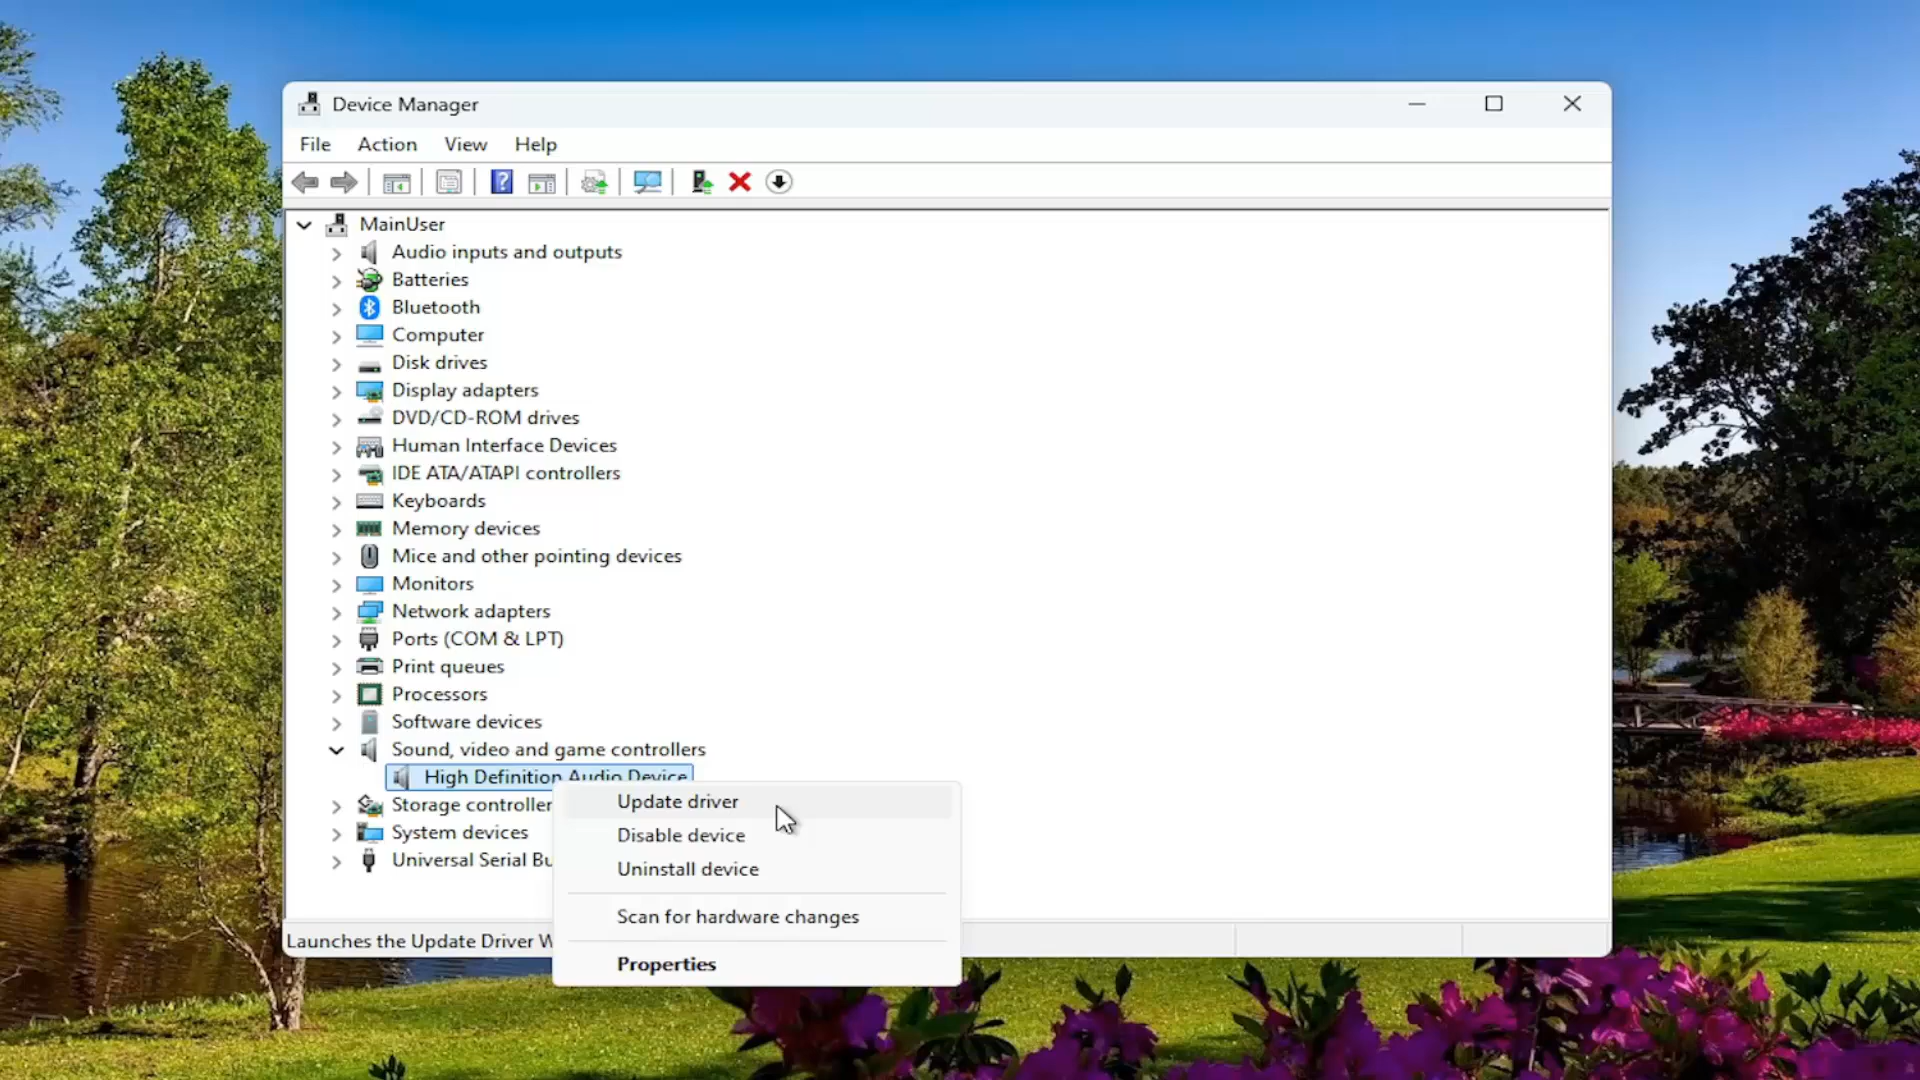 Device Manager
File Action View Help
MainUser
Audio inputs and outputs
Batteries
Bluetooth
Computer
Disk drives
Display adapters
DVD/CD-ROM drives
Human Interface Devices
IDE ATA/ATAPI controllers
Keyboards
Memory devices
Mice and other pointing devices
Monitors
Network adapters
Ports (COM & LPT)
Print queues
Processors
Software devices
Sound, video and game controllers
High Definition Audio Device
Storage controller
System devices
Universal Serial Bu
Update driver
Disable device
Uninstall device
Scan for hardware changes
Properties
Launches the Update Driver W